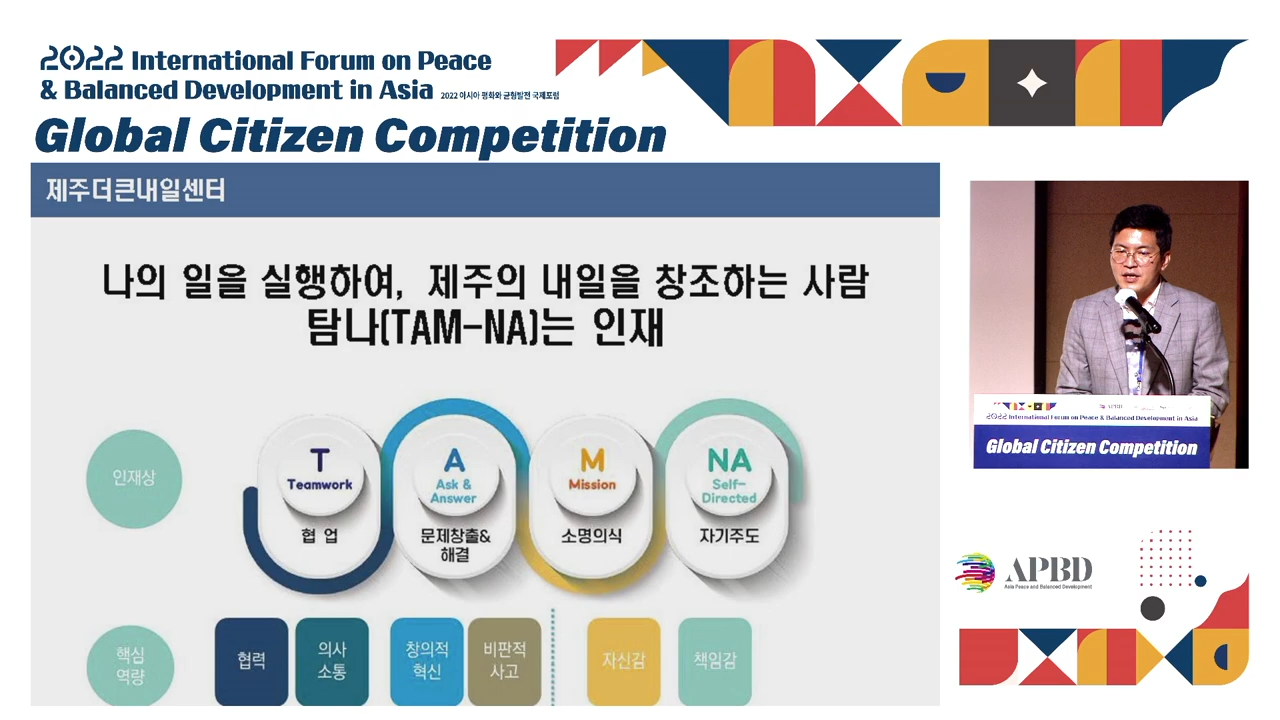 2022 International Forum on Peace
& Balanced Development in Asia 2022 아시아 평화와 균형발전 국제포럼
Global Citizen Competition
제주더큰내일센터
나의 일을 실행하여, 제주의 내일을 창조하는 사람
탐나(TAM-NA)는 인재
인재상
T
Teamwork
협 업
A
Ask &
Answer
문제창출&
해결
M
Mission
소명의식
NA
Self-
Directed
자기주도
핵심
역량
협력
의사
소통
창의적
혁신
비판적
사고
자신감
책임감
2022 International Forum on Peace & Balanced Development in Asia
Global Citizen Competition
APBD
Asia Peace and Balanced Development